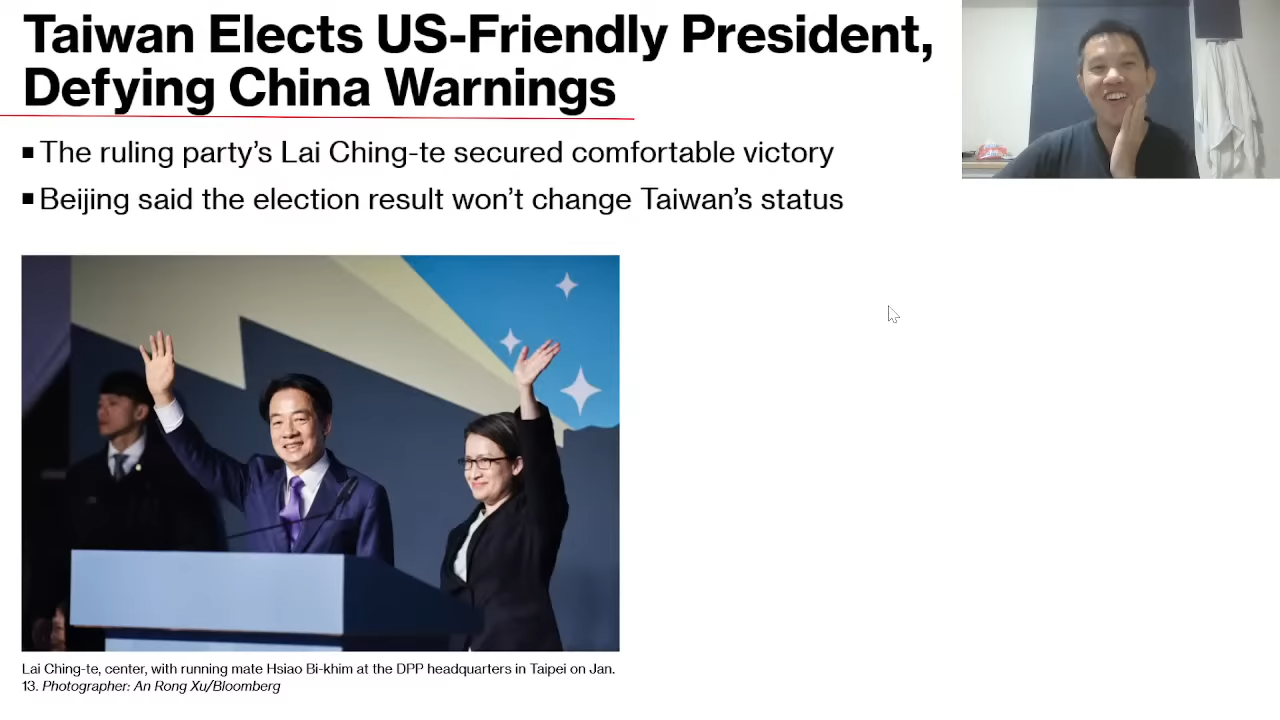 Taiwan Elects US-Friendly President,
Defying China Warnings
▪ The ruling party’s Lai Ching-te secured comfortable victory
▪ Beijing said the election result won’t change Taiwan’s status
Lai Ching-te, center, with running mate Hsiao Bi-khim at the DPP headquarters in Taipei on Jan.
13. Photographer: An Rong Xu/Bloomberg